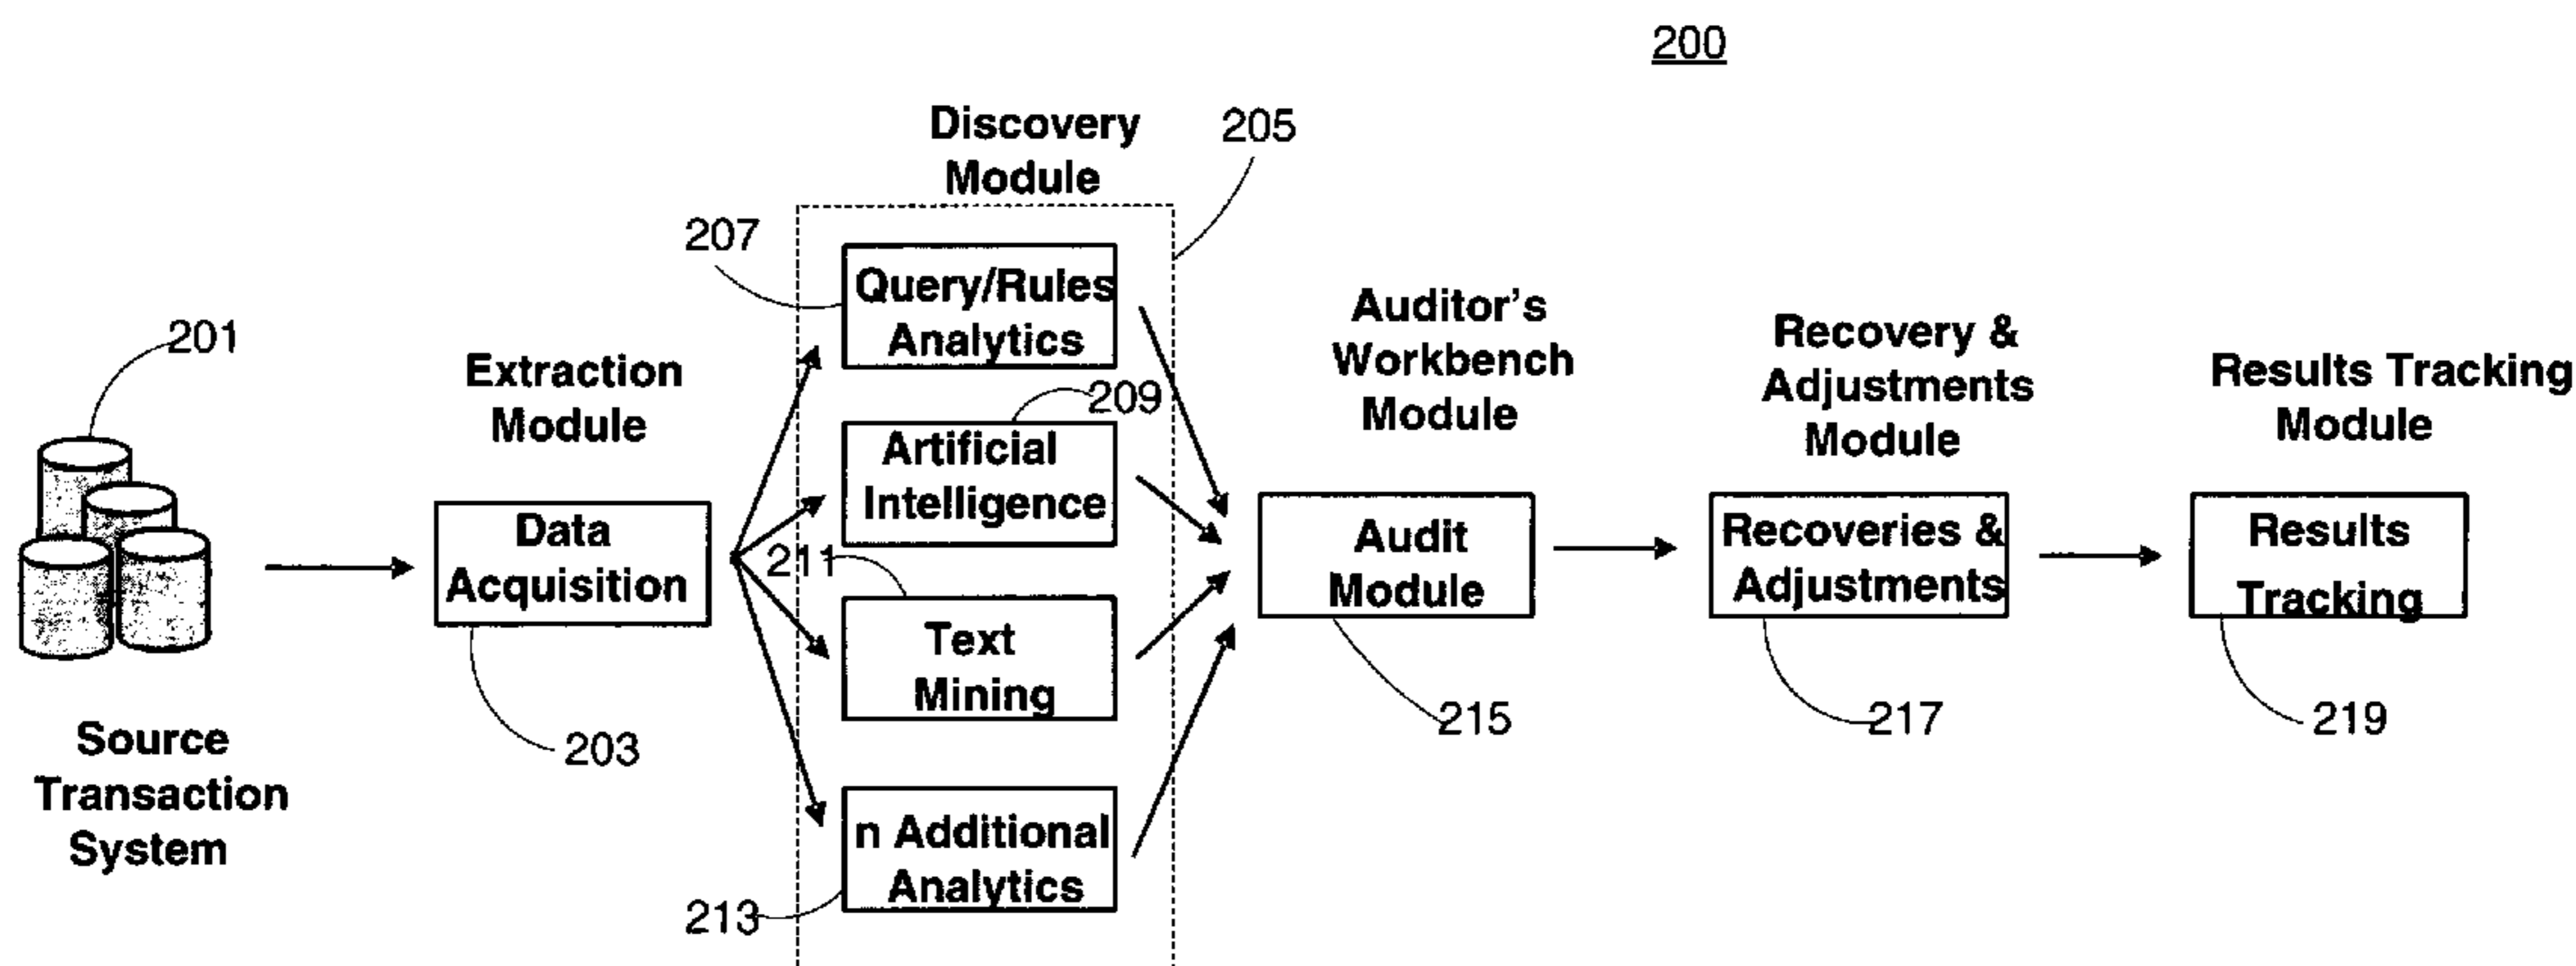 200
Discovery
Module
205
207
Query/Rules
Analytics
209
Artificial
Intelligence
211
Text
Mining
n Additional
Analytics
213
201
Source
Transaction
System
Extraction
Module
Data
Acquisition
203
Auditor's
Workbench
Module
Audit
Module
215
Recovery &
Adjustments
Module
Recoveries &
Adjustments
217
Results Tracking
Module
Results
Tracking
219